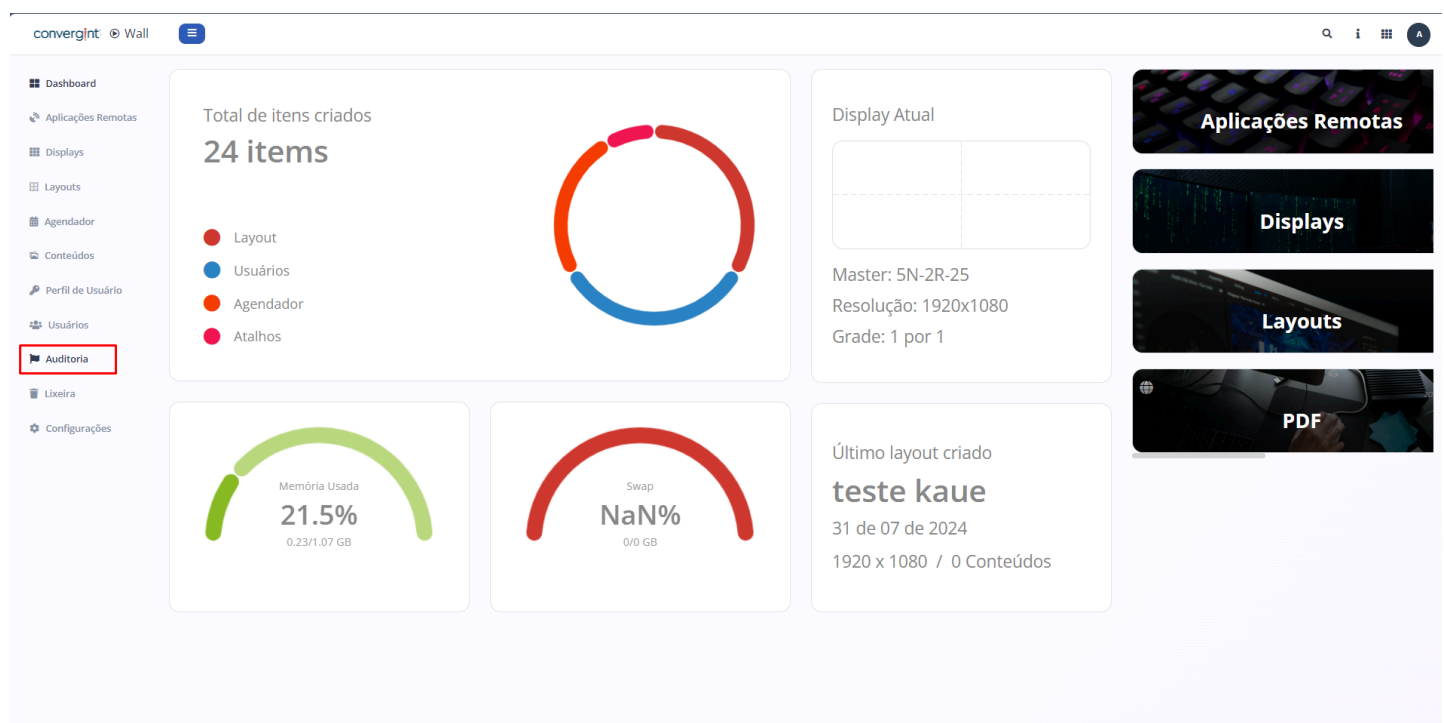 convergint Wall
A
Dashboard
Aplicações Remotas
Displays
Layouts
Agendador
Conteúdos
Perfil de Usuário
Usuários
Auditoria
Lixeira
Configurações
Total de itens criados
24 items
Layout
Usuários
Agendador
Atalhos
Display Atual
Master: 5N-2R-25
Resolução: 1920x1080
Grade: 1 por 1
Aplicações Remotas
Displays
Layouts
PDF
Memória Usada
21.5%
0.23/1.07 GB
Swap
NaN%
0/0 GB
Último layout criado
teste kaue
31 de 07 de 2024
1920 x 1080 / 0 Conteúdos